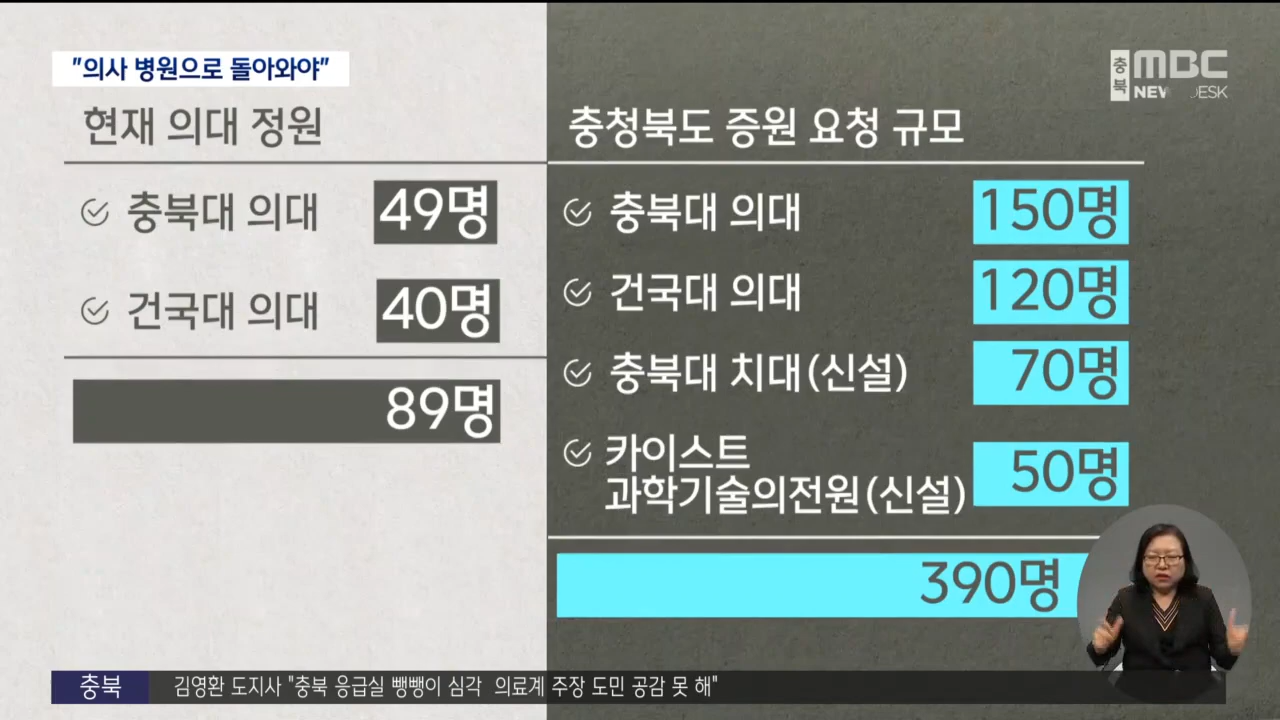 "의사 병원으로 돌아와야"
충북 MBC
NEW DESK
현재 의대 정원
충북대 의대 49명
건국대 의대 40명
89명
충청북도 증원 요청 규모
충북대 의대 150명
건국대 의대 120명
충북대 치대(신설) 70명
카이스트
과학기술의전원(신설) 50명
390명
충북 김영환 도지사 "충북 응급실 뺑뺑이 심각 의료계 주장 도민 공감 못 해"